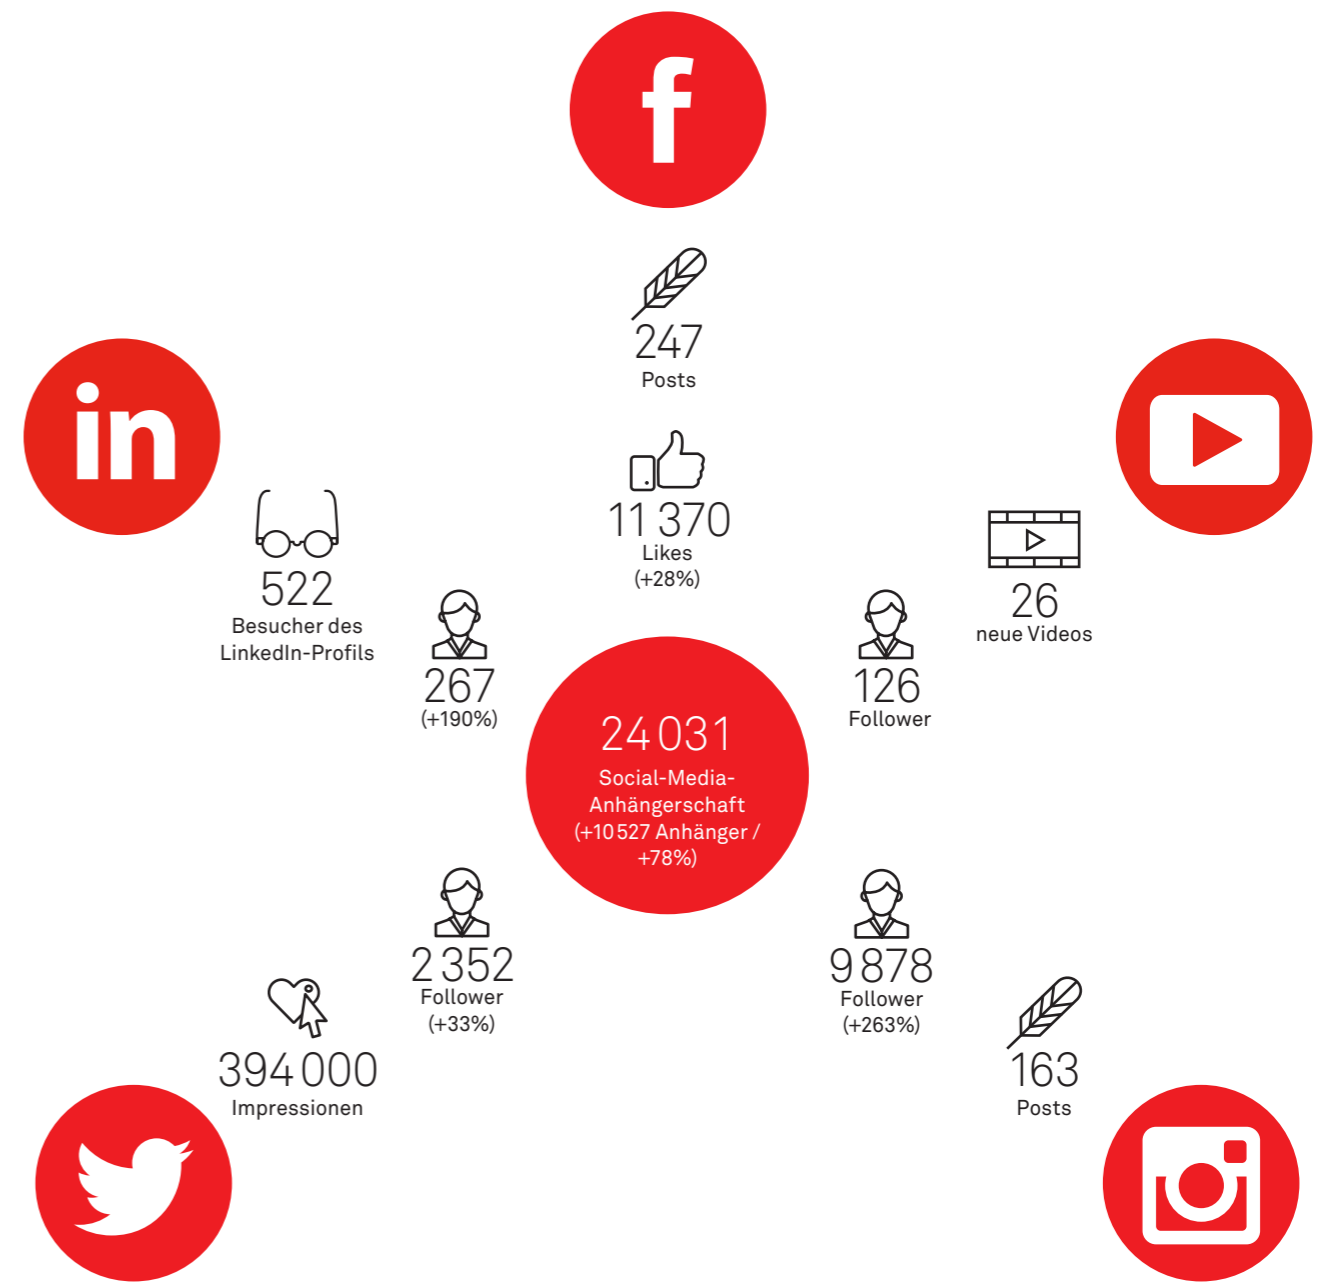 f
247
Posts
11 370
Likes
(+28%)
in
522
Besucher des
LinkedIn-Profils
267
(+190%)
26
neue Videos
126
Follower
24 031
Social-Media-
Anhängerschaft
(+10 527 Anhänger /
+78%)
2 352
Follower
(+33%)
394 000
Impressionen
9 878
Follower
(+263%)
163
Posts